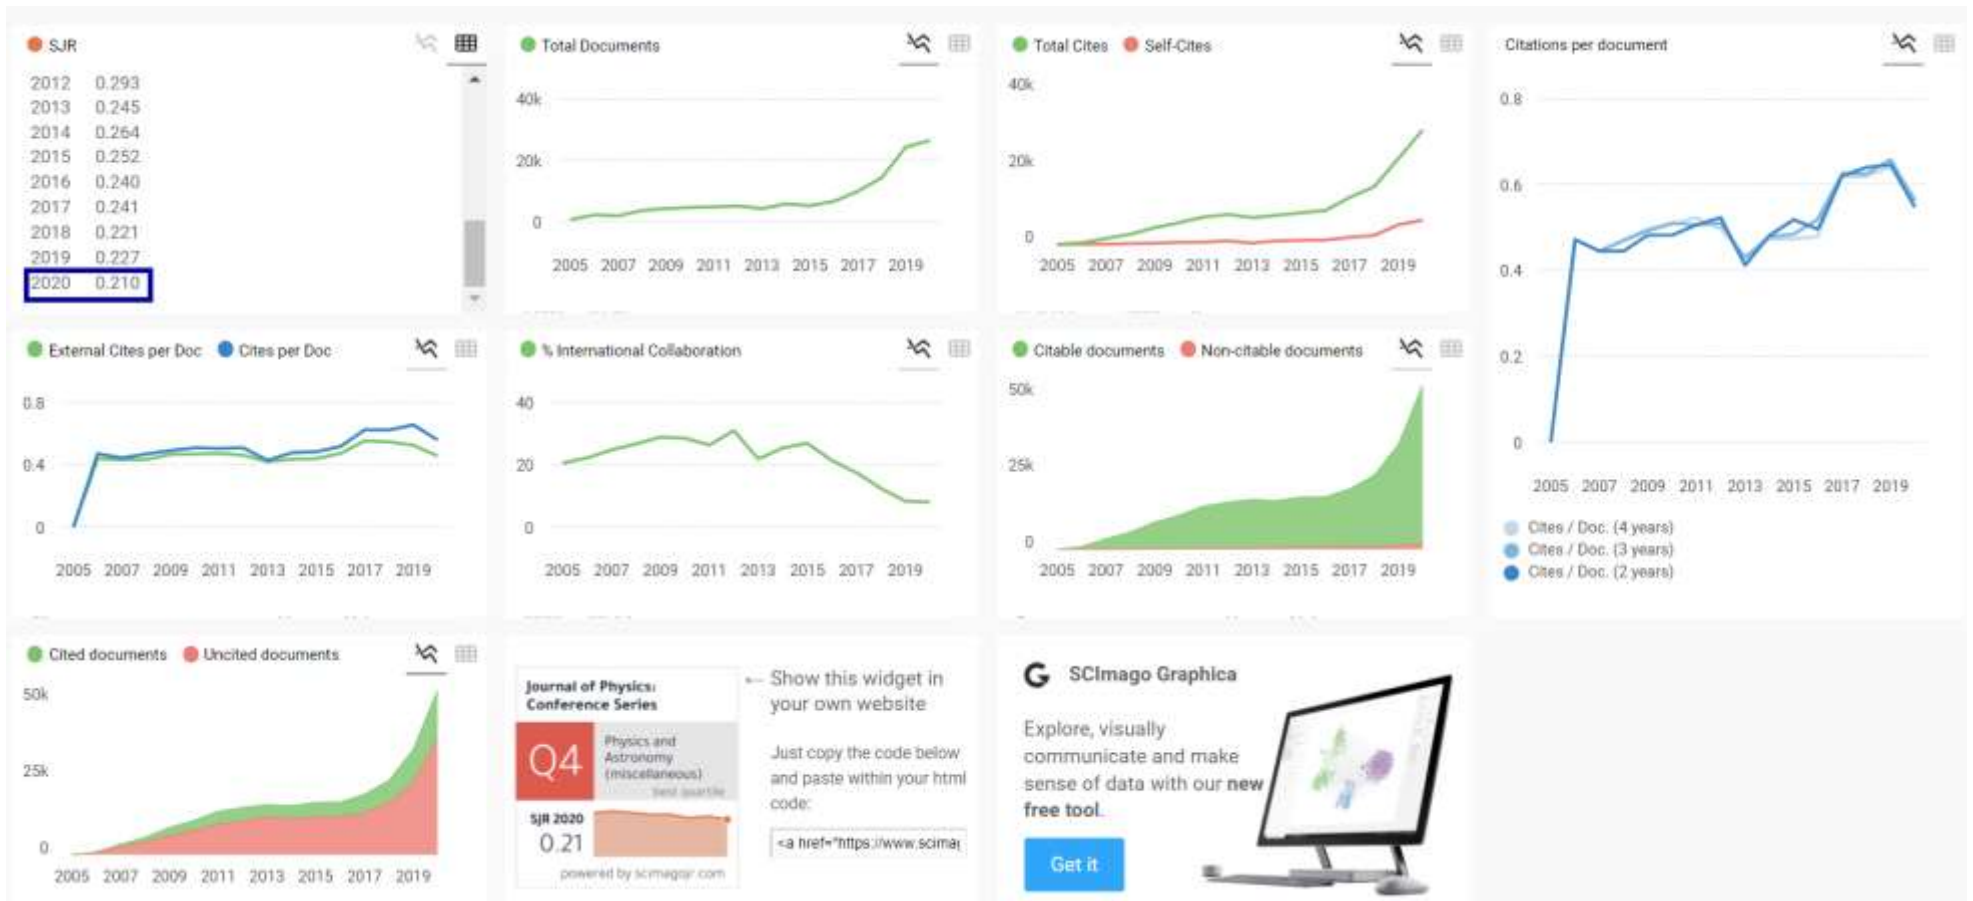 SJR
2012 0.293
2013 0.245
2014 0.264
2015 0.252
2016 0.240
2017 0.241
2018 0.221
2019 0.227
2020 0.210
Total Documents
40k
20k
0
2005 2007 2009 2011 2013 2015 2017 2019
Total Cites Self-Cites
40k
20k
0
2005 2007 2009 2011 2013 2015 2017 2019
Citations per document
0.8
0.6
0.4
0.2
0
2005 2007 2009 2011 2013 2015 2017 2019
Cites / Doc. (4 years)
Cites / Doc. (3 years)
Cites / Doc. (2 years)
External Cites per Doc Cites per Doc
0.8
0.4
0
2005 2007 2009 2011 2013 2015 2017 2019
% International Collaboration
40
20
0
2005 2007 2009 2011 2013 2015 2017 2019
Citable documents Non-citable documents
50k
25k
0
2005 2007 2009 2011 2013 2015 2017 2019
Cited documents Uncited documents
50k
25k
0
2005 2007 2009 2011 2013 2015 2017 2019
Journal of Physics:
Conference Series
Q4
Physics and
Astronomy
(miscellaneous)
best quartile
SJR 2020
0.21
powered by scimagojr.com
← Show this widget in
your own website
Just copy the code below
and paste within your html
code:
<a href="https://www.scimag
G SCImago Graphica
Explore, visually
communicate and make
sense of data with our new
free tool.
Get it